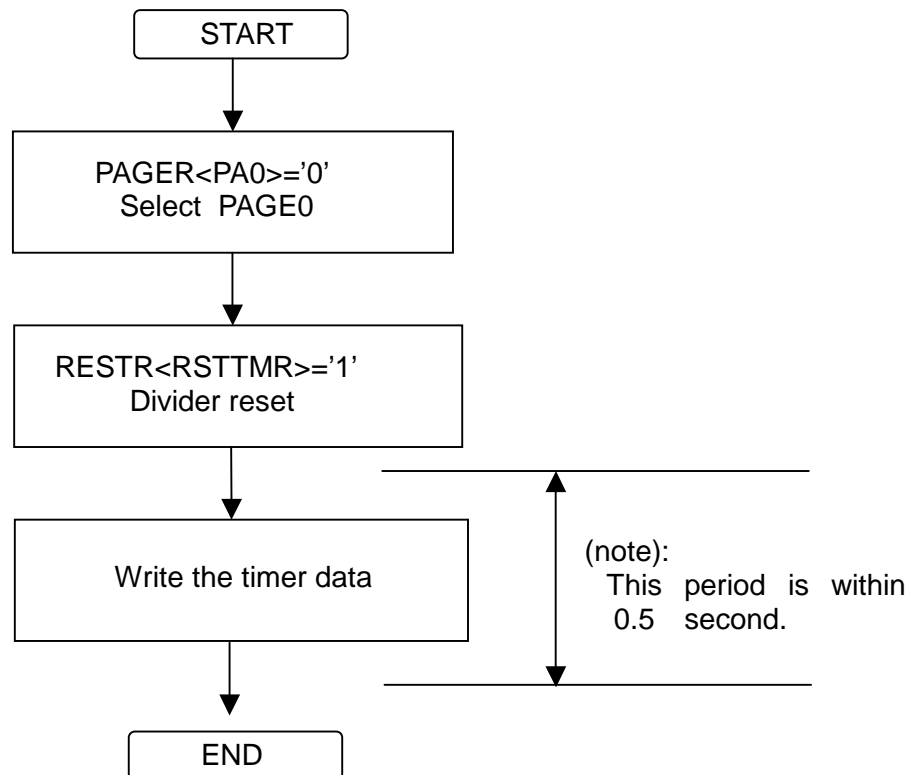 START
PAGER<PA0>='0'
Select PAGE0
RESTR<RSTTMR>='1'
Divider reset
Write the timer data
(note):
This period is within
0.5 second.
END